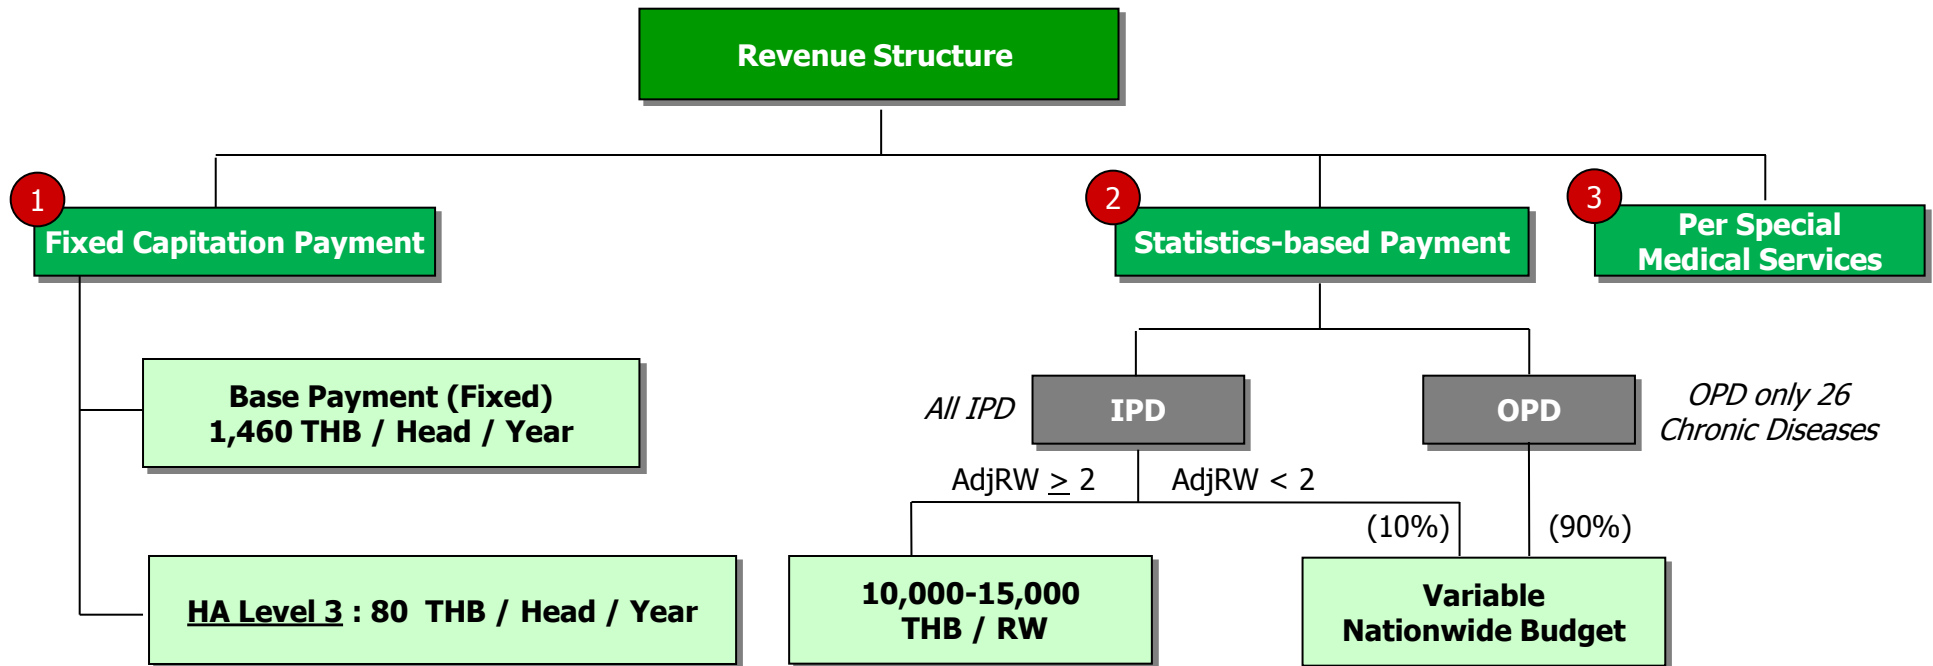 Revenue Structure
1
Fixed Capitation Payment
2
Statistics-based Payment
3
Per Special
Medical Services
Base Payment (Fixed)
1,460 THB / Head / Year
HA Level 3 : 80 THB / Head / Year
All IPD
IPD
OPD
OPD only 26
Chronic Diseases
AdjRW ≥ 2
AdjRW < 2
(10%)
(90%)
10,000-15,000
THB / RW
Variable
Nationwide Budget